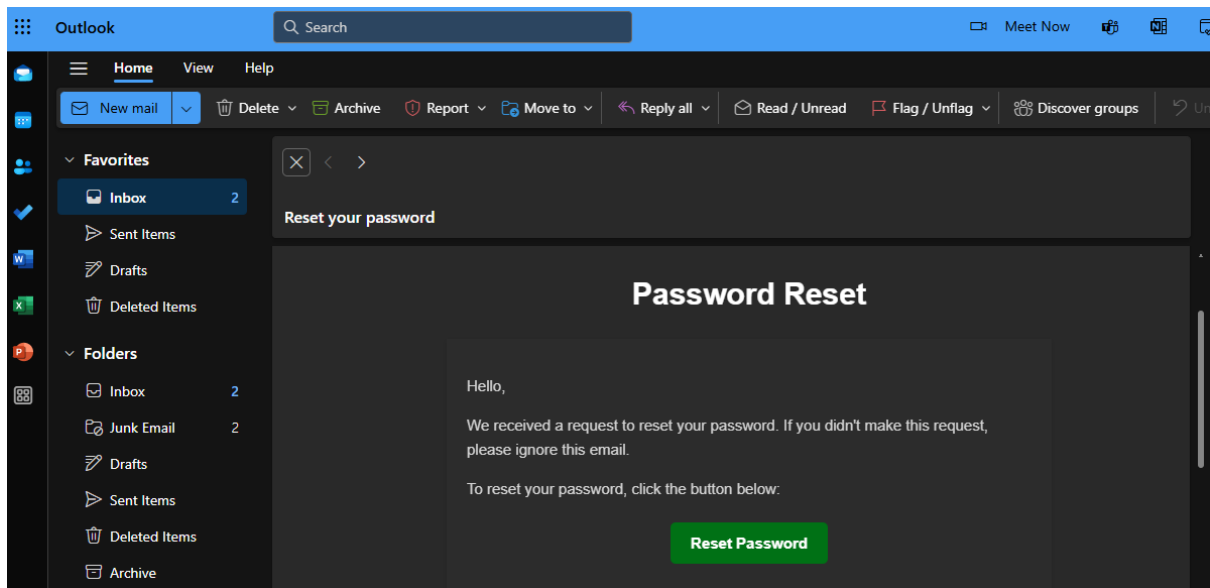 Outlook
Search
Meet Now
Home View Help
New mail Delete Archive Report Move to Reply all Read / Unread Flag / Unflag Discover groups
Favorites
Inbox 2
Sent Items
Drafts
Deleted Items
Folders
Inbox 2
Junk Email 2
Drafts
Sent Items
Deleted Items
Archive
Reset your password
Password Reset
Hello,
We received a request to reset your password. If you didn't make this request,
please ignore this email.
To reset your password, click the button below:
Reset Password